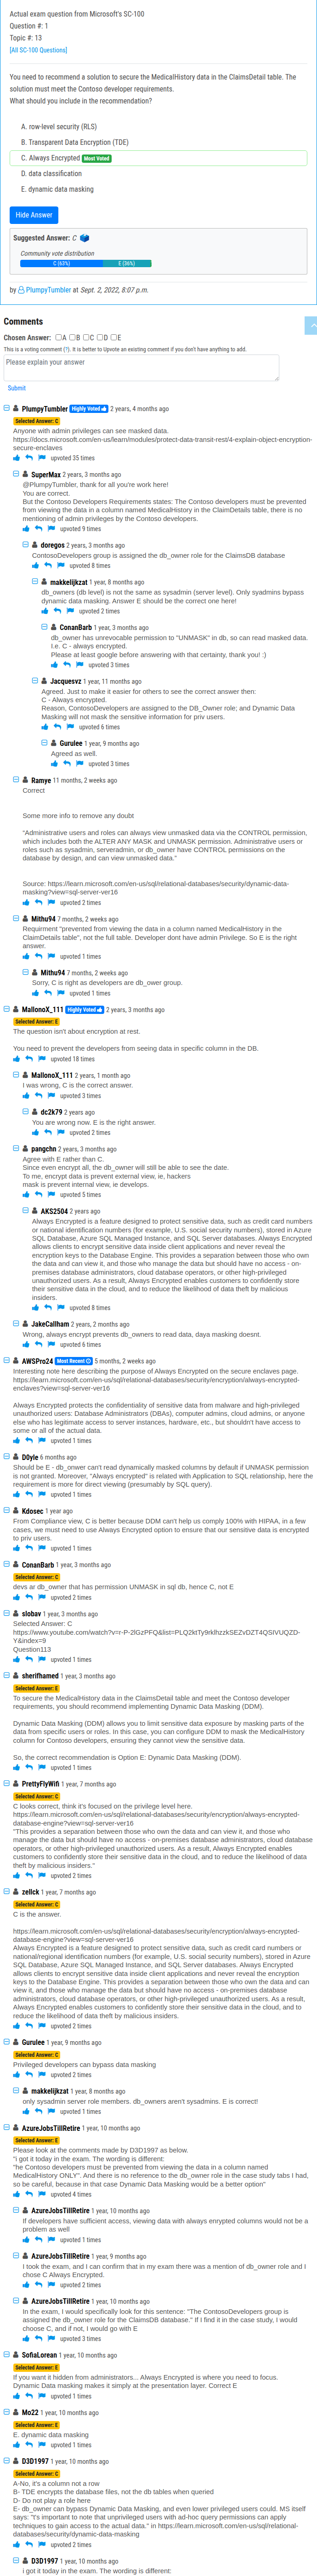 Actual exam question from Microsoft's SC-100
Question #: 1
Topic #: 13
[All SC-100 Questions]
You need to recommend a solution to secure the MedicalHistory data in the ClaimsDetail table. The
solution must meet the Contoso developer requirements.
What should you include in the recommendation?
A. row-level security (RLS)
B. Transparent Data Encryption (TDE)
C. Always Encrypted Most Voted
D. data classification
E. dynamic data masking
Hide Answer
Suggested Answer: C
Community vote distribution
C (63%) E (36%)
by PlumpyTumbler at Sept. 2, 2022, 8:07 p.m.
Comments
Chosen Answer: A B C D E
This is a voting comment (?). It is better to Upvote an existing comment if you don't have anything to add.
Please explain your answer
Submit
PlumpyTumbler Highly Voted 2 years, 4 months ago
Selected Answer: C
Anyone with admin privileges can see masked data.
https://docs.microsoft.com/en-us/learn/modules/protect-data-transit-rest/4-explain-object-encryption-
secure-enclaves
upvoted 35 times
SuperMax 2 years, 3 months ago
@PlumpyTumbler, thank for all you're work here!
You are correct.
But the Contoso Developers Requirements states: The Contoso developers must be prevented
from viewing the data in a column named MedicalHistory in the ClaimDetails table, there is no
mentioning of admin privileges by the Contoso developers.
upvoted 9 times
doregos 2 years, 3 months ago
ContosoDevelopers group is assigned the db_owner role for the ClaimsDB database
upvoted 8 times
makkelijkzat 1 year, 8 months ago
db_owners (db level) is not the same as sysadmin (server level). Only sysadmins bypass
dynamic data masking. Answer E should be the correct one here!
upvoted 2 times
ConanBarb 1 year, 3 months ago
db_owner has unrevocable permission to "UNMASK" in db, so can read masked data.
I.e. C - always encrypted.
Please at least google before answering with that certainty, thank you! :)
upvoted 3 times
Jacquesvz 1 year, 11 months ago
Agreed. Just to make it easier for others to see the correct answer then:
C - Always Encrypted.
Reason, ContosoDevelopers are assigned to the DB_Owner role; and Dynamic Data
Masking will not mask the sensitive information for priv users.
upvoted 6 times
Gurulee 1 year, 9 months ago
Agreed as well.
upvoted 3 times
Ramye 11 months, 2 weeks ago
Correct
Some more info to remove any doubt
"Administrative users and roles can always view unmasked data via the CONTROL permission,
which includes both the ALTER ANY MASK and UNMASK permission. Administrative users or
roles such as sysadmin, serveradmin, or db_owner have CONTROL permissions on the
database by design, and can view unmasked data."
Source: https://learn.microsoft.com/en-us/sql/relational-databases/security/dynamic-data-
masking?view=sql-server-ver16
upvoted 2 times
Mithu94 7 months, 2 weeks ago
Requirment "prevented from viewing the data in a column named MedicalHistory in the
ClaimDetails table", not the full table. Developer dont have admin Privilege. So E is the right
answer.
upvoted 1 times
Mithu94 7 months, 2 weeks ago
Sorry, C is right as developers are db_ower group.
upvoted 1 times
MallonoX_111 Highly Voted 2 years, 3 months ago
Selected Answer: E
The question isn't about encryption at rest.
You need to prevent the developers from seeing data in specific column in the DB.
upvoted 18 times
MallonoX_111 2 years, 1 month ago
I was wrong, C is the correct answer.
upvoted 3 times
dc2k79 2 years ago
You are wrong now. E is the right answer.
upvoted 2 times
pangchn 2 years, 3 months ago
Agree with E rather than C.
Since even encrypt all, the db_owner will still be able to see the date.
To me, encrypt data is prevent external view, ie, hackers
mask is prevent internal view, ie develops.
upvoted 5 times
AKS2504 2 years ago
Always Encrypted is a feature designed to protect sensitive data, such as credit card numbers
or national identification numbers (for example, U.S. social security numbers), stored in Azure
SQL Database, Azure SQL Managed Instance, and SQL Server databases. Always Encrypted
allows clients to encrypt sensitive data inside client applications and never reveal the
encryption keys to the Database Engine. This provides a separation between those who own
the data and can view it, and those who manage the data but should have no access - on-
premises database administrators, cloud database operators, or other high-privileged
unauthorized users. As a result, Always Encrypted enables customers to confidently store
their sensitive data in the cloud, and to reduce the likelihood of data theft by malicious
insiders.
upvoted 8 times
JakeCallham 2 years, 2 months ago
Wrong, always encrypt prevents db_owners to read data, daya masking doesnt.
upvoted 6 times
AWSPro24 Most Recent 5 months, 2 weeks ago
Interesting note here describing the purpose of Always Encrypted on the secure enclaves page.
https://learn.microsoft.com/en-us/sql/relational-databases/security/encryption/always-encrypted-
enclaves?view=sql-server-ver16
Always Encrypted protects the confidentiality of sensitive data from malware and high-privileged
unauthorized users: Database Administrators (DBAs), computer admins, cloud admins, or anyone
else who has legitimate access to server instances, hardware, etc., but shouldn't have access to
some or all of the actual data.
upvoted 1 times
D0yle 6 months ago
Should be E - db_onwer can't read dynamically masked columns by default if UNMASK permission
is not granted. Moreover, "Always encrypted" is related with Application to SQL relationship, here the
requirement is more for direct viewing (presumably by SQL query).
upvoted 1 times
Kdosec 1 year ago
From Compliance view, C is better because DDM can't help us comply 100% with HIPAA, in a few
cases, we must need to use Always Encrypted option to ensure that our sensitive data is encrypted
to priv users.
upvoted 1 times
ConanBarb 1 year, 3 months ago
Selected Answer: C
devs ar db_owner that has permission UNMASK in sql db, hence C, not E
upvoted 2 times
slobav 1 year, 3 months ago
Selected Answer: C
Y&index=9
Question113
upvoted 1 times
sherifhamed 1 year, 3 months ago
Selected Answer: E
To secure the MedicalHistory data in the ClaimsDetail table and meet the Contoso developer
requirements, you should recommend implementing Dynamic Data Masking (DDM).
Dynamic Data Masking (DDM) allows you to limit sensitive data exposure by masking parts of the
data from specific users or roles. In this case, you can configure DDM to mask the MedicalHistory
column for Contoso developers, ensuring they cannot view the sensitive data.
So, the correct recommendation is Option E: Dynamic Data Masking (DDM).
upvoted 1 times
PrettyFlyWifi 1 year, 7 months ago
Selected Answer: C
C looks correct, think it's focused on the privilege level here.
https://learn.microsoft.com/en-us/sql/relational-databases/security/encryption/always-encrypted-
database-engine?view=sql-server-ver16
"This provides a separation between those who own the data and can view it, and those who
manage the data but should have no access - on-premises database administrators, cloud database
operators, or other high-privileged unauthorized users. As a result, Always Encrypted enables
customers to confidently store their sensitive data in the cloud, and to reduce the likelihood of data
theft by malicious insiders."
upvoted 2 times
zellck 1 year, 7 months ago
Selected Answer: C
C is the answer.
https://learn.microsoft.com/en-us/sql/relational-databases/security/encryption/always-encrypted-
database-engine?view=sql-server-ver16
Always Encrypted is a feature designed to protect sensitive data, such as credit card numbers or
national/regional identification numbers (for example, U.S. social security numbers), stored in Azure
SQL Database, Azure SQL Managed Instance, and SQL Server databases. Always Encrypted
allows clients to encrypt sensitive data inside client applications and never reveal the encryption
keys to the Database Engine. This provides a separation between those who own the data and can
view it, and those who manage the data but should have no access - on-premises database
administrators, cloud database operators, or other high-privileged unauthorized users. As a result,
Always Encrypted enables customers to confidently store their sensitive data in the cloud, and to
reduce the likelihood of data theft by malicious insiders.
upvoted 2 times
Gurulee 1 year, 9 months ago
Selected Answer: C
Privileged developers can bypass data masking
upvoted 2 times
makkelijkzat 1 year, 8 months ago
only sysadmin server role members. db_owners aren't sysadmins. E is correct!
upvoted 1 times
AzureJobsTillRetire 1 year, 10 months ago
Selected Answer: E
Please look at the comments made by D3D1997 as below.
"i got it today in the exam. The wording is different:
"he Contoso developers must be prevented from viewing the data in a column named
MedicalHistory ONLY". And there is no reference to the db_owner role in the case study tabs I had,
so be careful, because in that case Dynamic Data Masking would be a better option"
upvoted 4 times
AzureJobsTillRetire 1 year, 10 months ago
If developers have sufficient access, viewing data with always enrypted columns would not be a
problem as well
upvoted 1 times
AzureJobsTillRetire 1 year, 9 months ago
I took the exam, and I can confirm that in my exam there was a mention of db_owner role and I
chose C Always Encrypted.
upvoted 2 times
AzureJobsTillRetire 1 year, 10 months ago
In the exam, I would specifically look for this sentence: "The ContosoDevelopers group is
assigned the db_owner role for the ClaimsDB database." If I find it in the case study, I would
choose C, and if not, I would go with E
upvoted 3 times
SofiaLorean 1 year, 10 months ago
Selected Answer: E
If you want it hidden from administrators... Always Encrypted is where you need to focus.
Dynamic Data masking makes it simply at the presentation layer. Correct E
upvoted 1 times
Mo22 1 year, 10 months ago
Selected Answer: E
E. dynamic data masking
upvoted 1 times
D3D1997 1 year, 10 months ago
Selected Answer: C
A-No, it's a column not a row
B- TDE encrypts the database files, not the db tables when queried
D- Do not play a role here
E- db_owner can bypass Dynamic Data Masking, and even lower privileged users could. MS itself
says: "t's important to note that unprivileged users with ad-hoc query permissions can apply
techniques to gain access to the actual data." in https://learn.microsoft.com/en-us/sql/relational-
databases/security/dynamic-data-masking
upvoted 2 times
D3D1997 1 year, 10 months ago
i got it today in the exam. The wording is different: